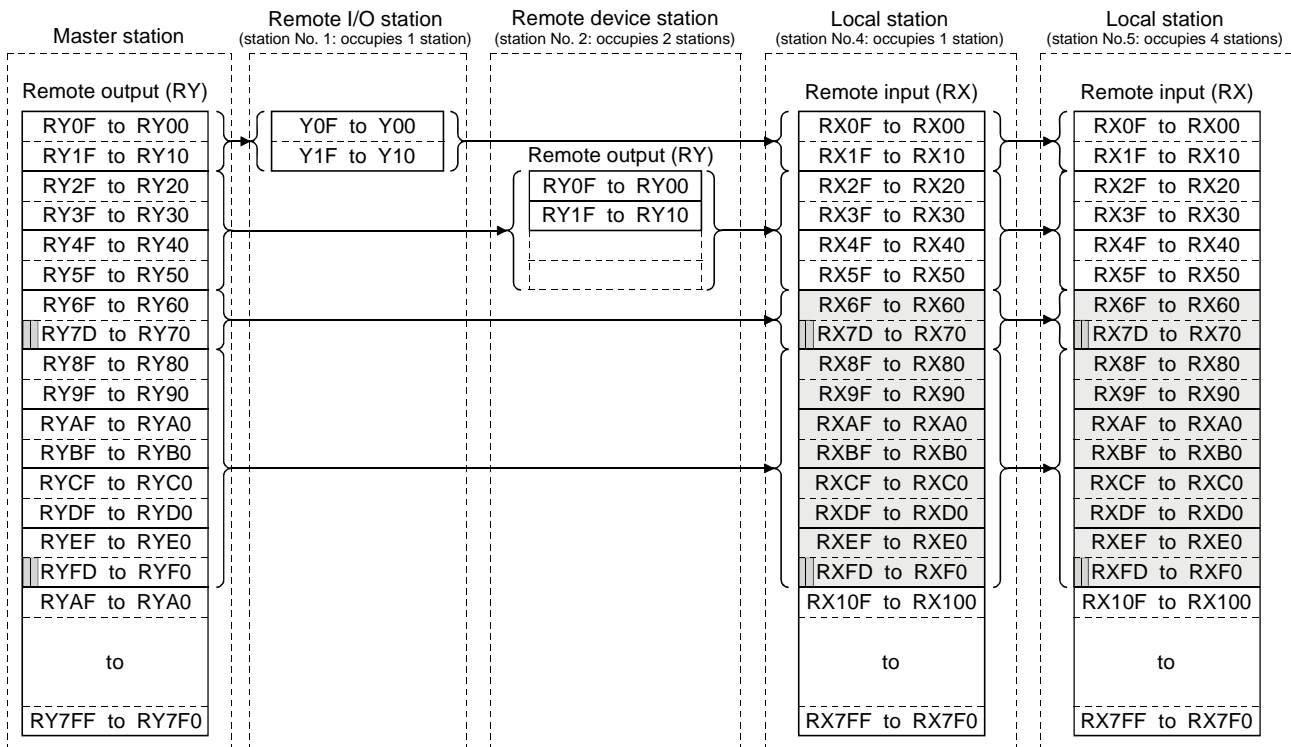 Master station
Remote I/O station
(station No. 1: occupies 1 station)
Remote device station
(station No. 2: occupies 2 stations)
Local station
(station No.4: occupies 1 station)
Local station
(station No.5: occupies 4 stations)
Remote output (RY)
RY0F to RY00
RY1F to RY10
RY2F to RY20
RY3F to RY30
RY4F to RY40
RY5F to RY50
RY6F to RY60
RY7D to RY70
RY8F to RY80
RY9F to RY90
RYAF to RYA0
RYBF to RYB0
RYCF to RYC0
RYDF to RYD0
RYEF to RYE0
RYFD to RYF0
RYAF to RYA0
to
RY7FF to RY7F0
Y0F to Y00
Y1F to Y10
Remote output (RY)
RY0F to RY00
RY1F to RY10
Remote input (RX)
RX0F to RX00
RX1F to RX10
RX2F to RX20
RX3F to RX30
RX4F to RX40
RX5F to RX50
RX6F to RX60
RX7D to RX70
RX8F to RX80
RX9F to RX90
RXAF to RXA0
RXBF to RXB0
RXCF to RXC0
RXDF to RXD0
RXEF to RXE0
RXFD to RXF0
RX10F to RX100
to
RX7FF to RX7F0
Remote input (RX)
RX0F to RX00
RX1F to RX10
RX2F to RX20
RX3F to RX30
RX4F to RX40
RX5F to RX50
RX6F to RX60
RX7D to RX70
RX8F to RX80
RX9F to RX90
RXAF to RXA0
RXBF to RXB0
RXCF to RXC0
RXDF to RXD0
RXEF to RXE0
RXFD to RXF0
RX10F to RX100
to
RX7FF to RX7F0